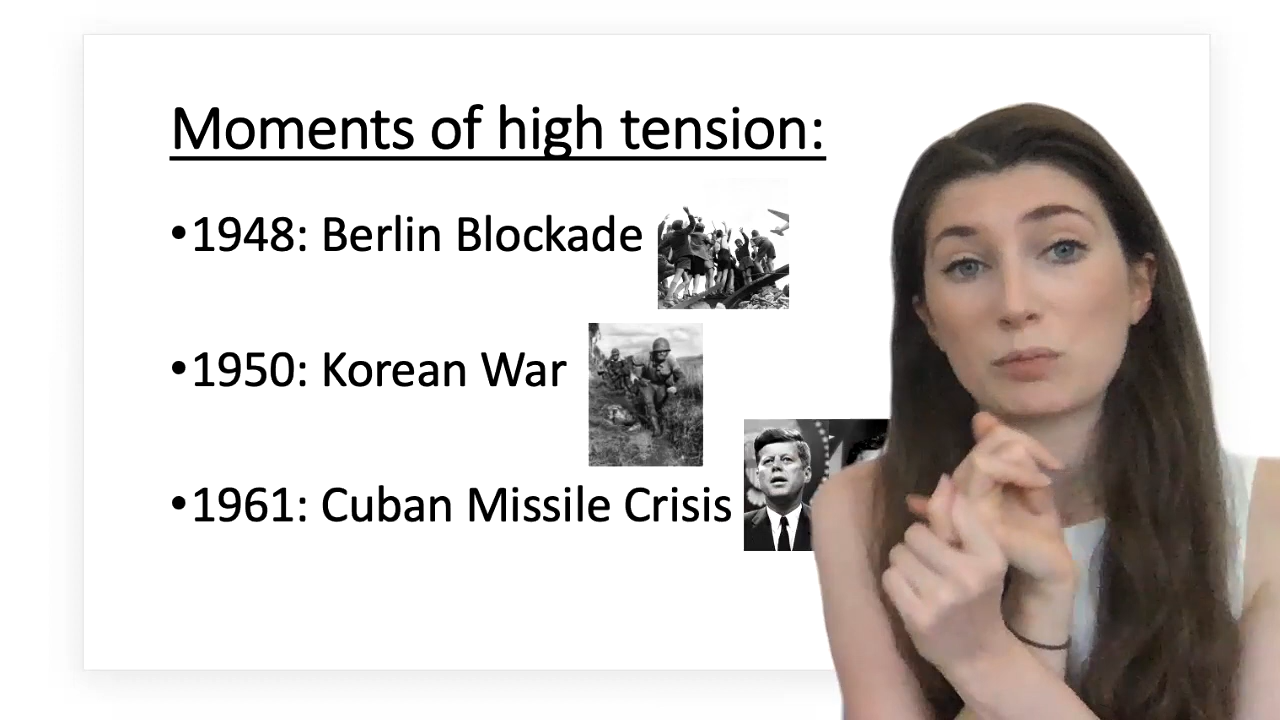 Moments of high tension:
•1948: Berlin Blockade
•1950: Korean War
•1961: Cuban Missile Crisis